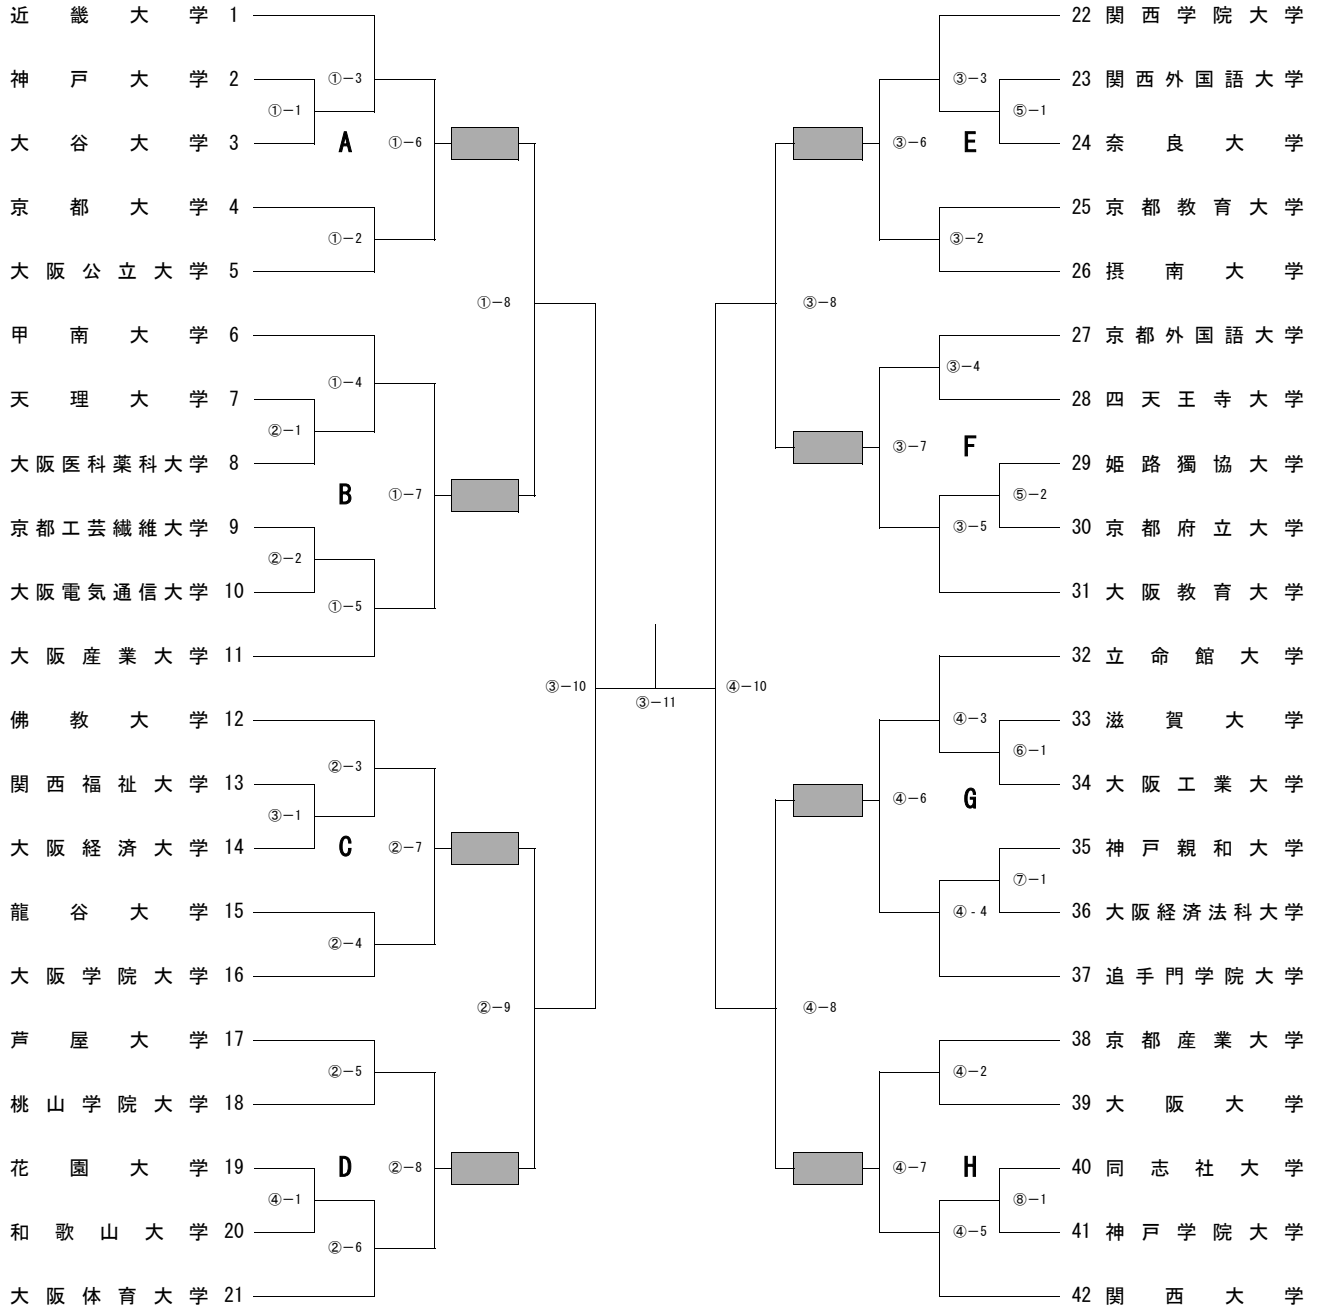 近畿大学 1
①－3
神戸大学 2
①－1
大谷大学 3
A
①－6
京都大学 4
①－2
大阪公立大学 5
①－8
甲南大学 6
①－4
天理大学 7
②－1
大阪医科薬科大学 8
B
①－7
京都工芸繊維大学 9
②－2
大阪電気通信大学 10
①－5
大阪産業大学 11
佛教大学 12
②－3
関西福祉大学 13
③－1
大阪経済大学 14
C
②－7
龍谷大学 15
②－4
大阪学院大学 16
②－9
芦屋大学 17
②－5
桃山学院大学 18
花園大学 19
D
②－8
④－1
和歌山大学 20
②－6
大阪体育大学 21
③－10
③－11
④－10
22 関西学院大学
③－3
23 関西外国語大学
⑤－1
24 奈良大学
③－6
E
25 京都教育大学
③－2
26 摂南大学
③－8
27 京都外国語大学
③－4
28 四天王寺大学
③－7
F
29 姫路獨協大学
⑤－2
30 京都府立大学
③－5
31 大阪教育大学
32 立命館大学
④－3
33 滋賀大学
⑥－1
34 大阪工業大学
④－6
G
35 神戸親和大学
⑦－1
36 大阪経済法科大学
④-4
37 追手門学院大学
④－8
38 京都産業大学
④－2
39 大阪大学
④－7
H
40 同志社大学
⑧－1
41 神戸学院大学
④－5
42 関西大学